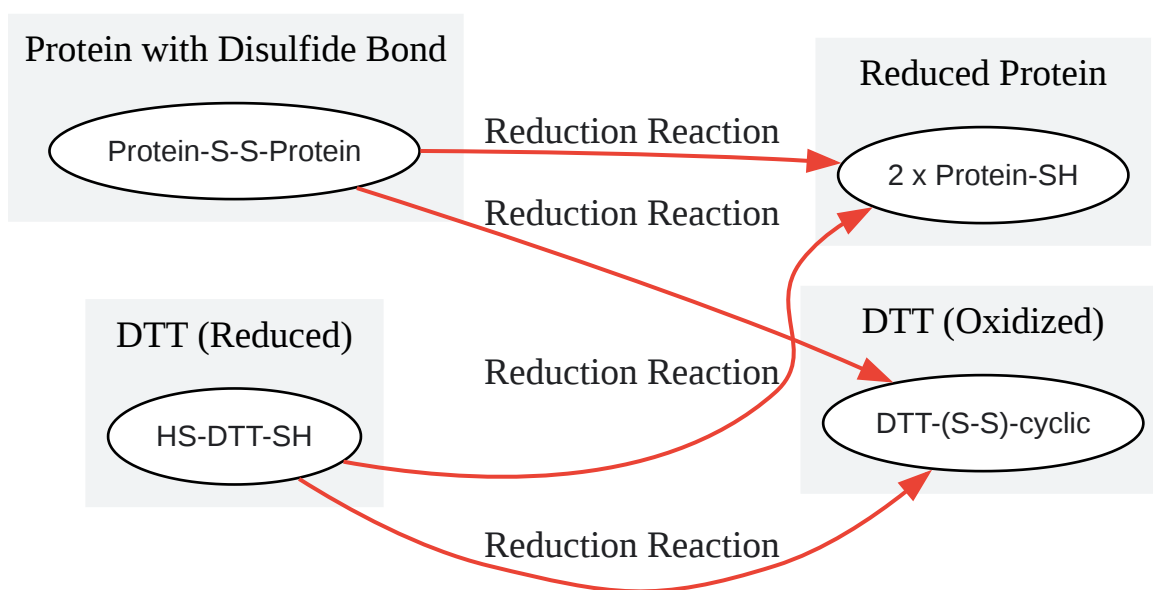 Protein with Disulfide Bond
Protein-S-S-Protein
Reduction Reaction
Reduced Protein
2 x Protein-SH
Reduction Reaction
DTT (Reduced)
HS-DTT-SH
Reduction Reaction
DTT (Oxidized)
DTT-(S-S)-cyclic
Reduction Reaction